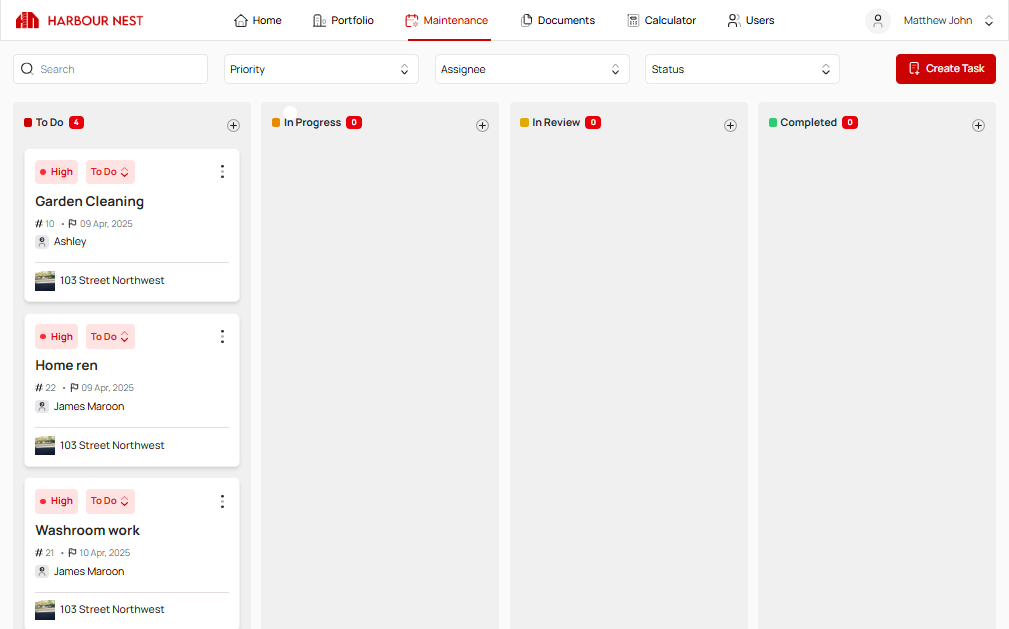 HARBOUR NEST
Home
Portfolio
Maintenance
Documents
Calculator
Users
Matthew John
Search
Priority
Assignee
Status
Create Task
To Do 4
In Progress 0
In Review 0
Completed 0
High To Do
Garden Cleaning
# 10 • 09 Apr, 2025
Ashley
103 Street Northwest
High To Do
Home ren
# 22 • 09 Apr, 2025
James Maroon
103 Street Northwest
High To Do
Washroom work
# 21 • 10 Apr, 2025
James Maroon
103 Street Northwest